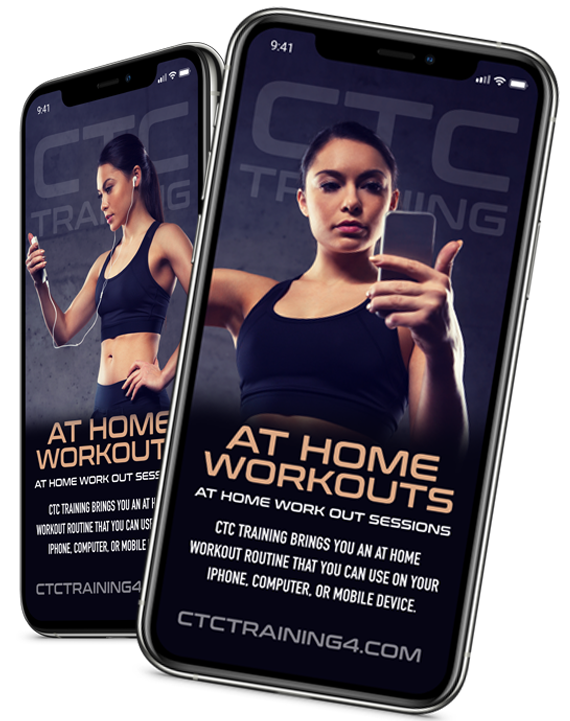 9:41
CTC
TRAINING
AT HOME
WORKOUT
AT HOME WORK OUT SESS
CTC TRAINING BRINGS YOU AN AT H
WORKOUT ROUTINE THAT YOU CAN USE
IPHONE, COMPUTER, OR MOBILE
CTCTRAINING4
9:41
CTC
TRAINING
AT HOME
WORKOUTS
AT HOME WORK OUT SESSIONS
CTC TRAINING BRINGS YOU AN AT HOME
WORKOUT ROUTINE THAT YOU CAN USE ON YOUR
IPHONE, COMPUTER, OR MOBILE DEVICE.
CTCTRAINING4.COM